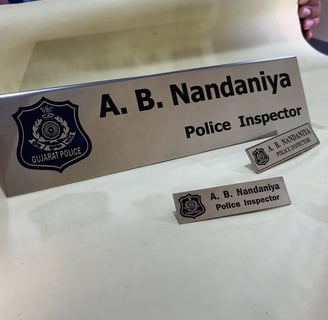 A. B. Nandaniya
Police Inspector
GUJARAT POLICE
A. B. NANDANIYA
POLICE INSPECTOR
A. B. Nandaniya
Police Inspector